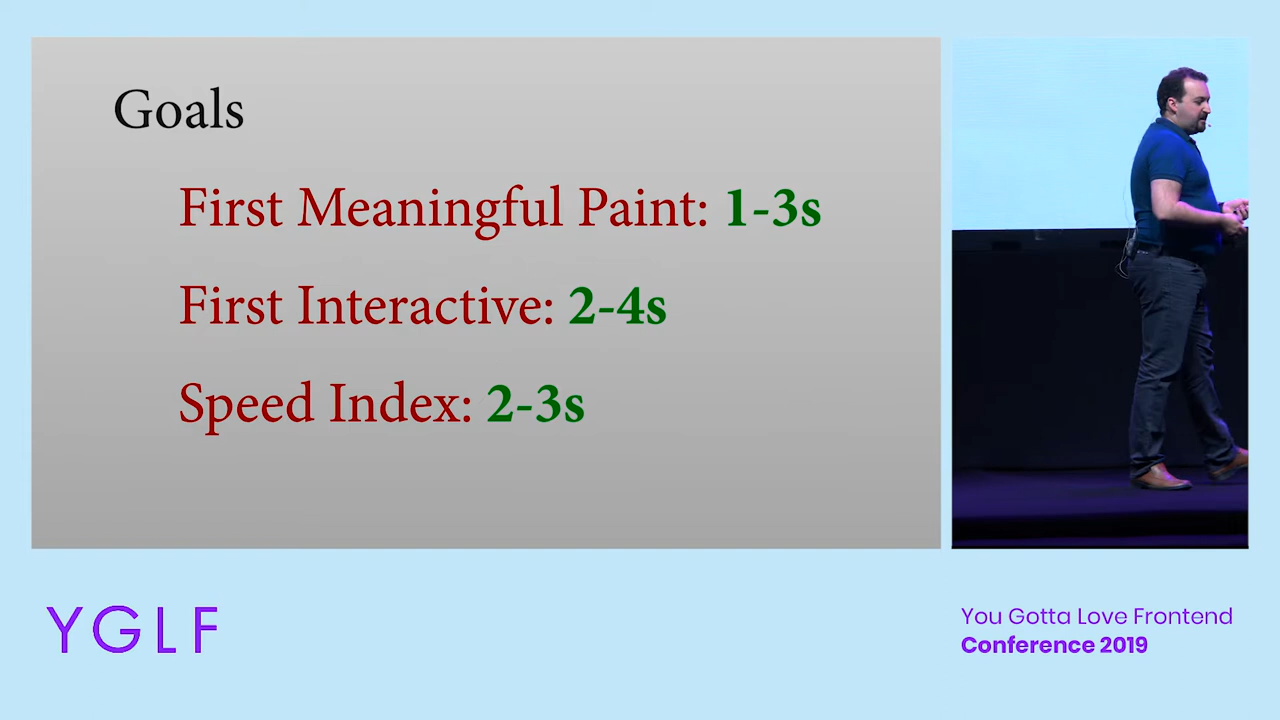 Goals
First Meaningful Paint: 1-3s
First Interactive: 2-4s
Speed Index: 2-3s
YGLF
You Gotta Love Frontend
Conference 2019